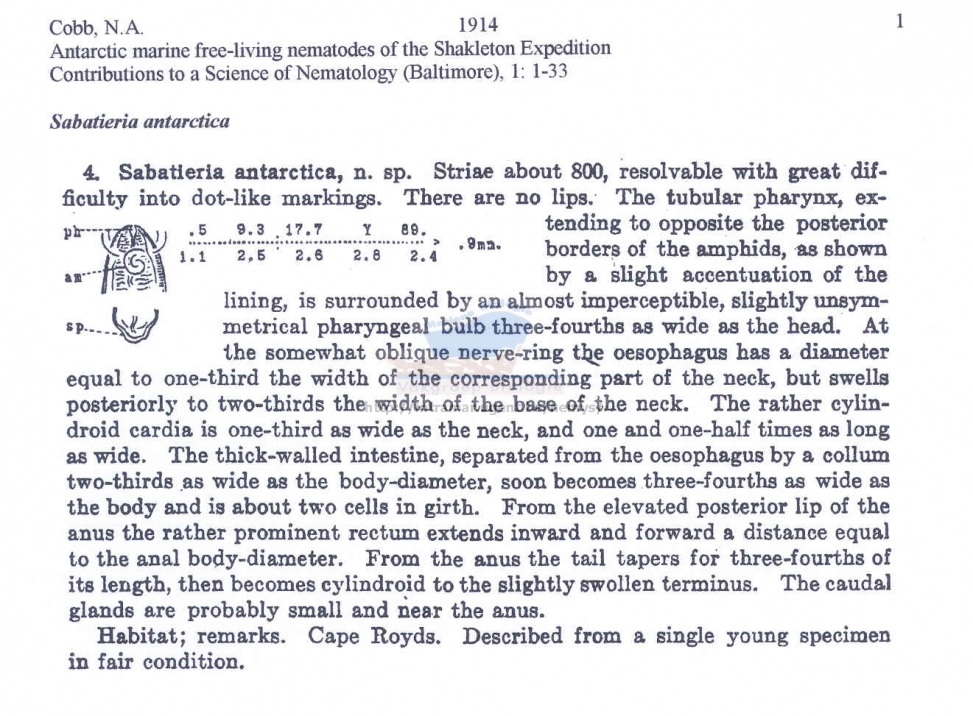 Cobb, N.A. 1914 1
Antarctic marine free-living nematodes of the Shakleton Expedition
Contributions to a Science of Nematology (Baltimore), 1: 1-33
Sabatieria antarctica
4. Sabatieria antarctica, n. sp. Striae about 800, resolvable with great dif-
ficulty into dot-like markings. There are no lips. The tubular pharynx, ex-
ph .5 9.3 17.7 Y 89. tending to opposite the posterior
1.1 2,5 2.6 2.8 2.4 .9mm. borders of the amphids, as shown
am by a slight accentuation of the
lining, is surrounded by an almost imperceptible, slightly unsym-
sp metrical pharyngeal bulb three-fourths as wide as the head. At
the somewhat oblique nerve-ring the oesophagus has a diameter
equal to one-third the width of the corresponding part of the neck, but swells
posteriorly to two-thirds the width of the base of the neck. The rather cylin-
droid cardia is one-third as wide as the neck, and one and one-half times as long
as wide. The thick-walled intestine, separated from the oesophagus by a collum
two-thirds as wide as the body-diameter, soon becomes three-fourths as wide as
the body and is about two cells in girth. From the elevated posterior lip of the
anus the rather prominent rectum extends inward and forward a distance equal
to the anal body-diameter. From the anus the tail tapers for three-fourths of
its length, then becomes cylindroid to the slightly swollen terminus. The caudal
glands are probably small and near the anus.
Habitat; remarks. Cape Royds. Described from a single young specimen
in fair condition.